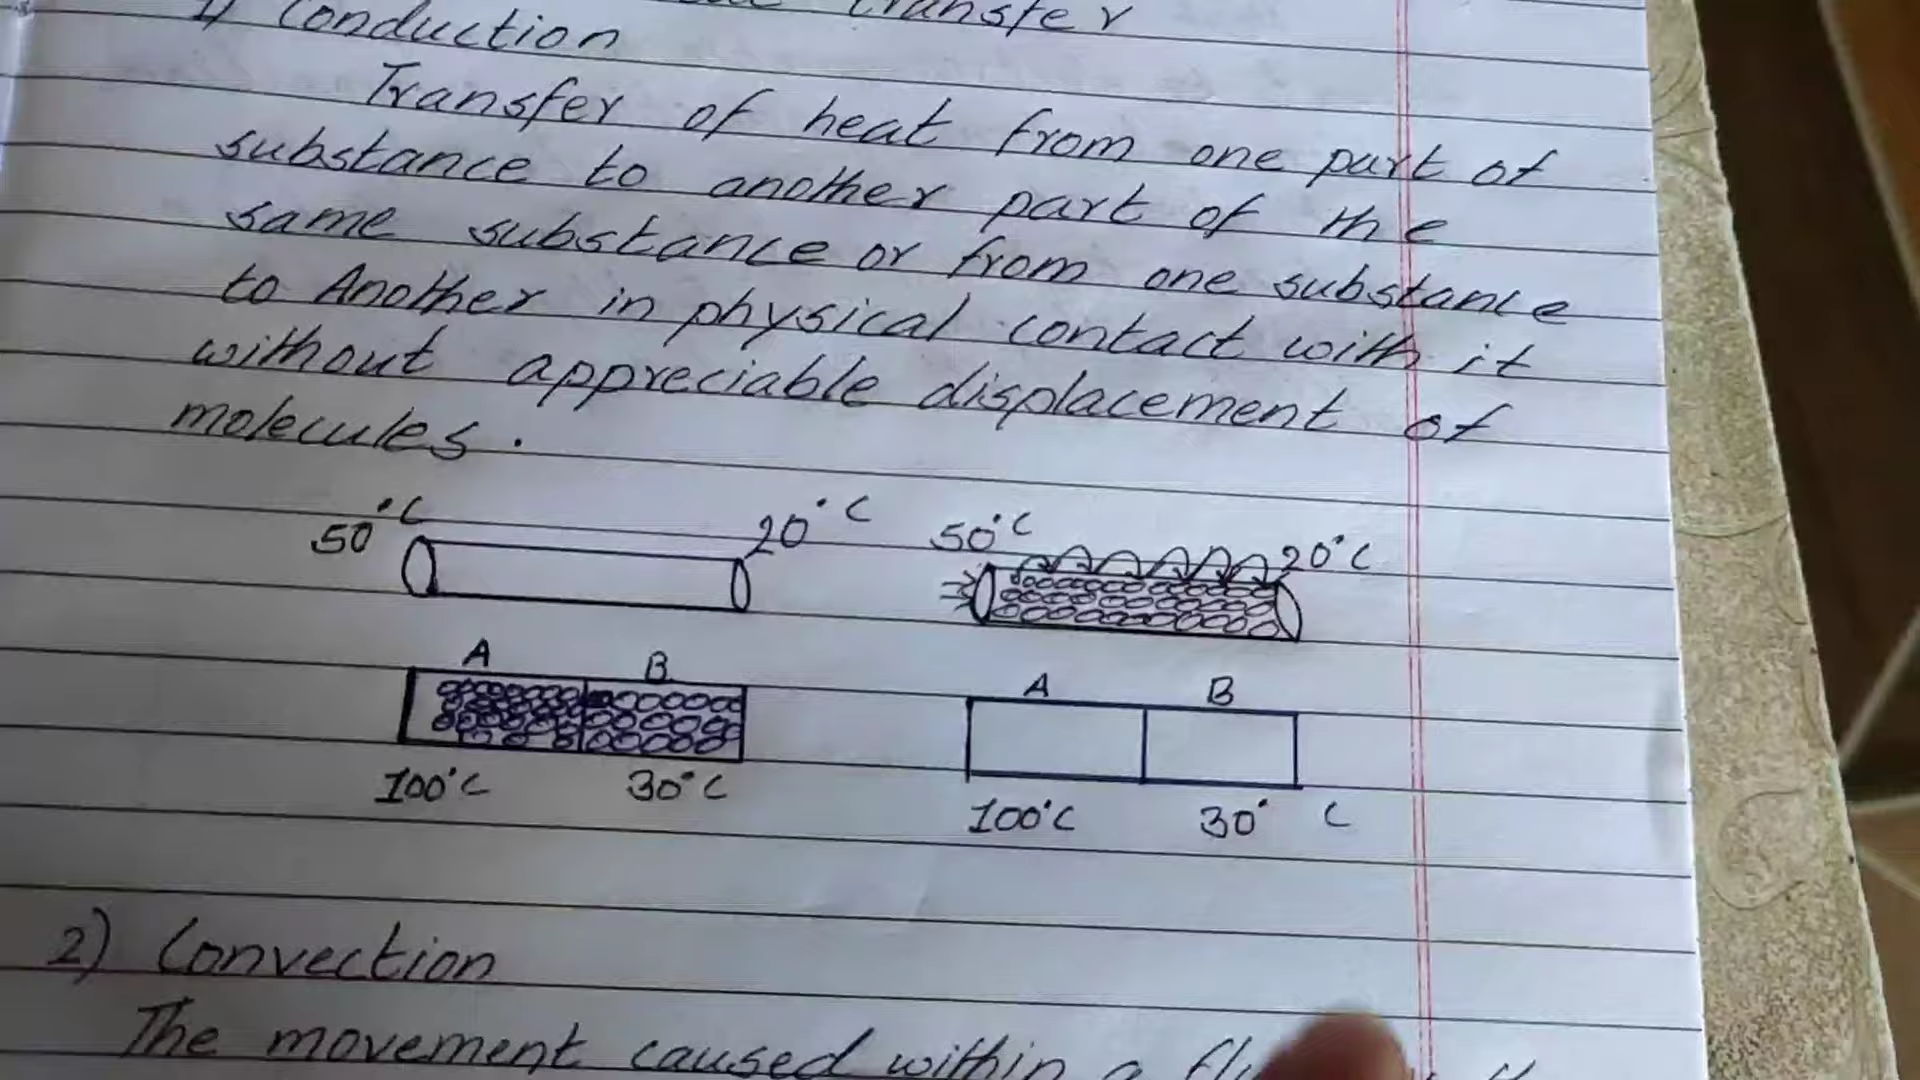 1) Conduction
Transfer
Transfer of heat from one part of
substance to another part of the
same substance or from one substance
to Another in physical contact with it
without appreciable displacement of
molecules.
50°C 20°C 50°C 20°C
A B A B
100°C 30°C 100°C 30° C
2) Convection
The movement caused within a